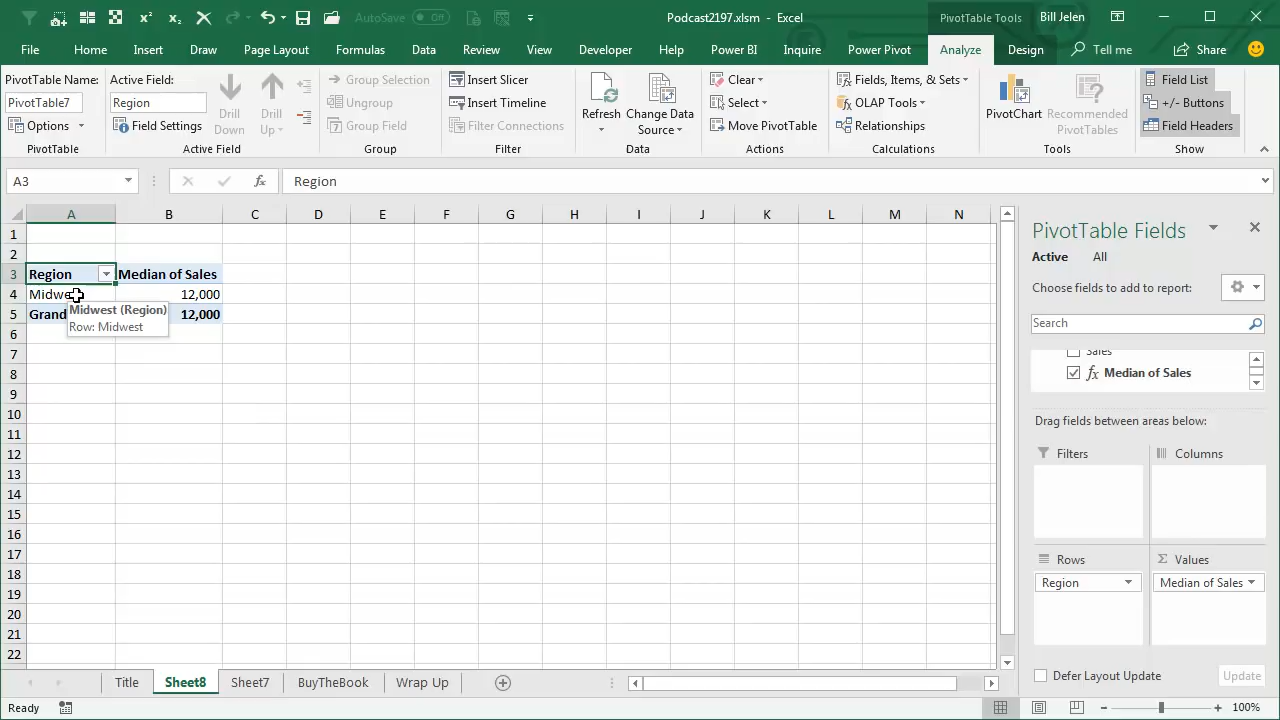 AutoSave Off
Podcast2197.xlsm - Excel
PivotTable Tools
Bill Jelen
File Home Insert Draw Page Layout Formulas Data Review View Developer Help Power BI Inquire Power Pivot Analyze Design Tell me Share
PivotTable Name:
PivotTable7
Options
PivotTable
Active Field:
Region
Field Settings
Drill Down
Drill Up
Active Field
Group Selection
Ungroup
Group Field
Group
Insert Slicer
Insert Timeline
Filter Connections
Filter
Refresh
Change Data Source
Data
Clear
Select
Move PivotTable
Actions
Fields, Items, & Sets
OLAP Tools
Relationships
Calculations
PivotChart
Recommended PivotTables
Tools
Field List
+/- Buttons
Field Headers
Show
A3 fx Region
A B C D E F G H I J K L M N
1
2
3 Region Median of Sales
4 Midwe 12,000
5 Grand 12,000
Midwest (Region)
Row: Midwest
6
7
8
9
10
11
12
13
14
15
16
17
18
19
20
21
22
PivotTable Fields
Active All
Choose fields to add to report:
Search
Sales
fx Median of Sales
Drag fields between areas below:
Filters Columns
Rows Σ Values
Region Median of Sales
Defer Layout Update Update
Title Sheet8 Sheet7 BuyTheBook Wrap Up
Ready 100%